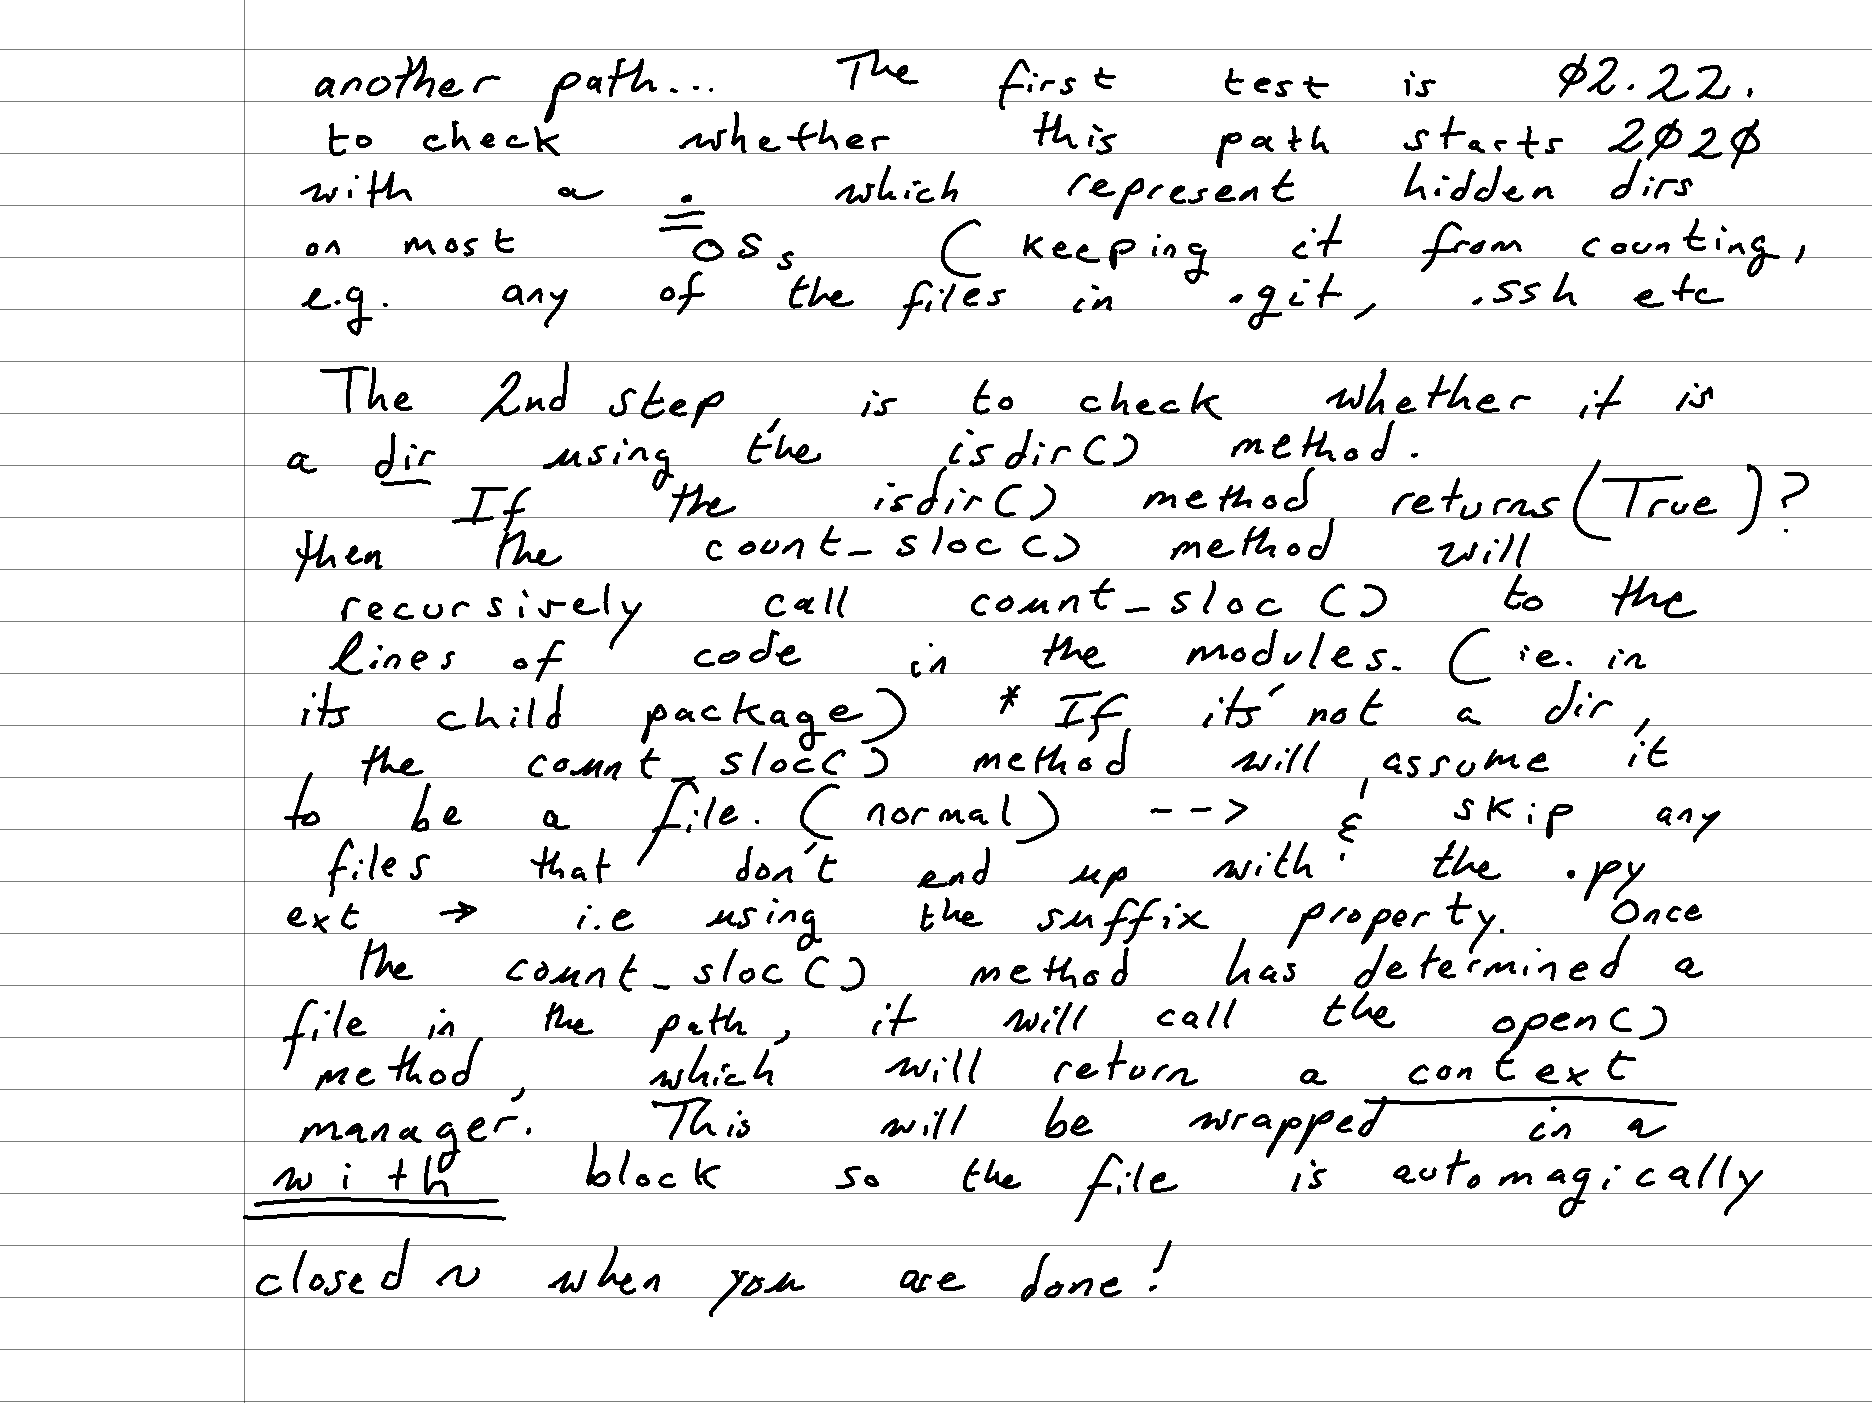 another path... The first test is 02.22.
to check whether this path starts 2020
with a . which represent hidden dirs
on most OSs (keeping it from counting,
e.g. any of the files in .git, .ssh etc
The 2nd step, is to check whether it is
a dir using the isdir() method.
If the isdir() method returns (True)?
then the count_sloc() method will
recursively call count_sloc() to the
lines of code in the modules. (ie. in
its child package) * If its' not a dir,
the count_sloc() method will assume it
to be a file. (normal) --> & skip any
files that don't end up with the .py
ext → i.e using the suffix property. Once
the count_sloc() method has determined a
file in the path, it will call the open()
method, which will return a context
manager. This will be wrapped in a
with block so the file is automagically
closed ~ when you are done!